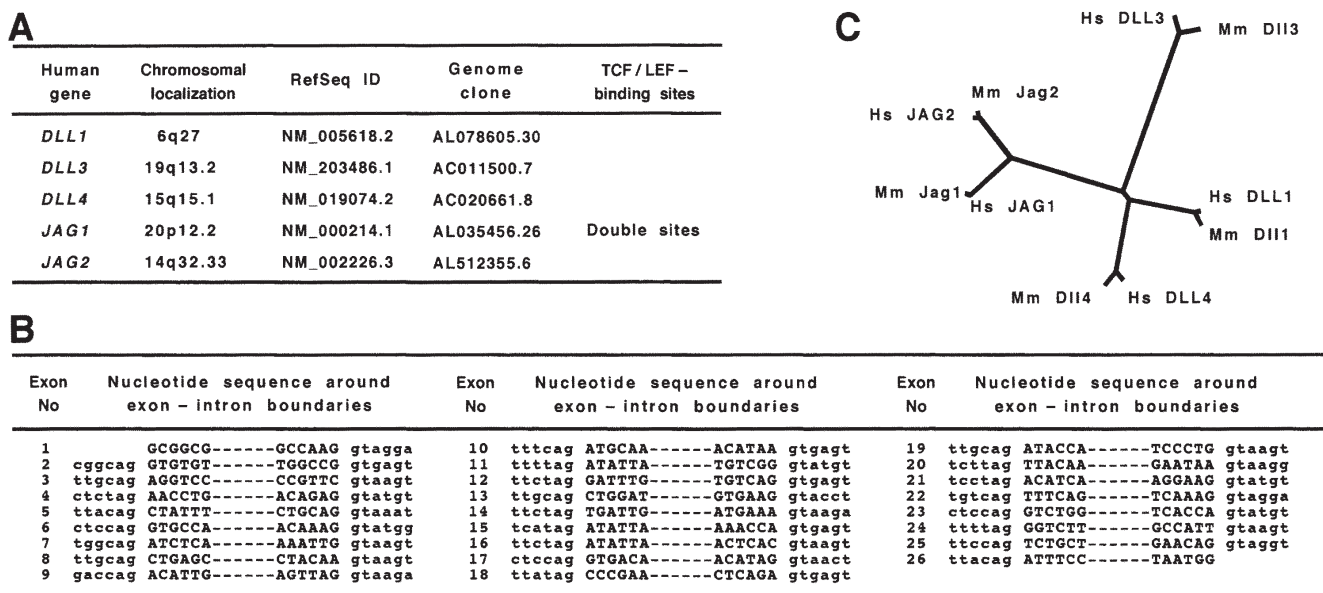 A
Human gene Chromosomal localization RefSeq ID Genome clone TCF/LEF–binding sites
DLL1 6q27 NM_005618.2 AL078605.30
DLL3 19q13.2 NM_203486.1 AC011500.7
DLL4 15q15.1 NM_019074.2 AC020661.8
JAG1 20p12.2 NM_000214.1 AL035456.26 Double sites
JAG2 14q32.33 NM_002226.3 AL512355.6
C
Hs DLL3
Mm Dll3
Mm Jag2
Hs JAG2
Mm Jag1
Hs JAG1
Hs DLL1
Mm Dll1
Mm Dll4
Hs DLL4
B
Exon No Nucleotide sequence around exon – intron boundaries
1 GCGGCG------GCCAAG gtagga
2 cggcag GTGTGT------TGGCCG gtgagt
3 ttgcag AGGTCC------CCGTTC gtaagt
4 ctctag AACCTG------ACAGAG gtatgt
5 ttacag CTATTT------CTGCAG gtaaat
6 ctccag GTGCCA------ACAAAG gtatgg
7 tggcag ATCTCA------AAATTG gtaagt
8 ttgcag CTGAGC------CTACAA gtaagt
9 gaccag ACATTG------AGTTAG gtaaga
Exon No Nucleotide sequence around exon – intron boundaries
10 tttcag ATGCAA------ACATAA gtgagt
11 ttttag ATATTA------TGTCGG gtatgt
12 ttctag GATTTG------TGTCAG gtgagt
13 ttgcag CTGGAT------GTGAAG gtacct
14 ttctag TGATTG------ATGAAA gtaaga
15 tcatag ATATTA------AAACCA gtgagt
16 ttctag ATATTA------ACTCAC gtaagt
17 ctccag GTGACA------ACATAG gtaact
18 ttatag CCCGAA------CTCAGA gtgagt
Exon No Nucleotide sequence around exon – intron boundaries
19 ttgcag ATACCA------TCCCTG gtaagt
20 tcttag TTACAA------GAATAA gtaagg
21 tcctag ACATCA------AGGAAG gtatgt
22 tgtcag TTTCAG------TCAAAG gtagga
23 ctccag GTCTGG------TCACCA gtatgt
24 ttttag GGTCTT------GCCATT gtaagt
25 ttccag TCTGCT------GAACAG gtaggt
26 ttacag ATTTCC------TAATGG